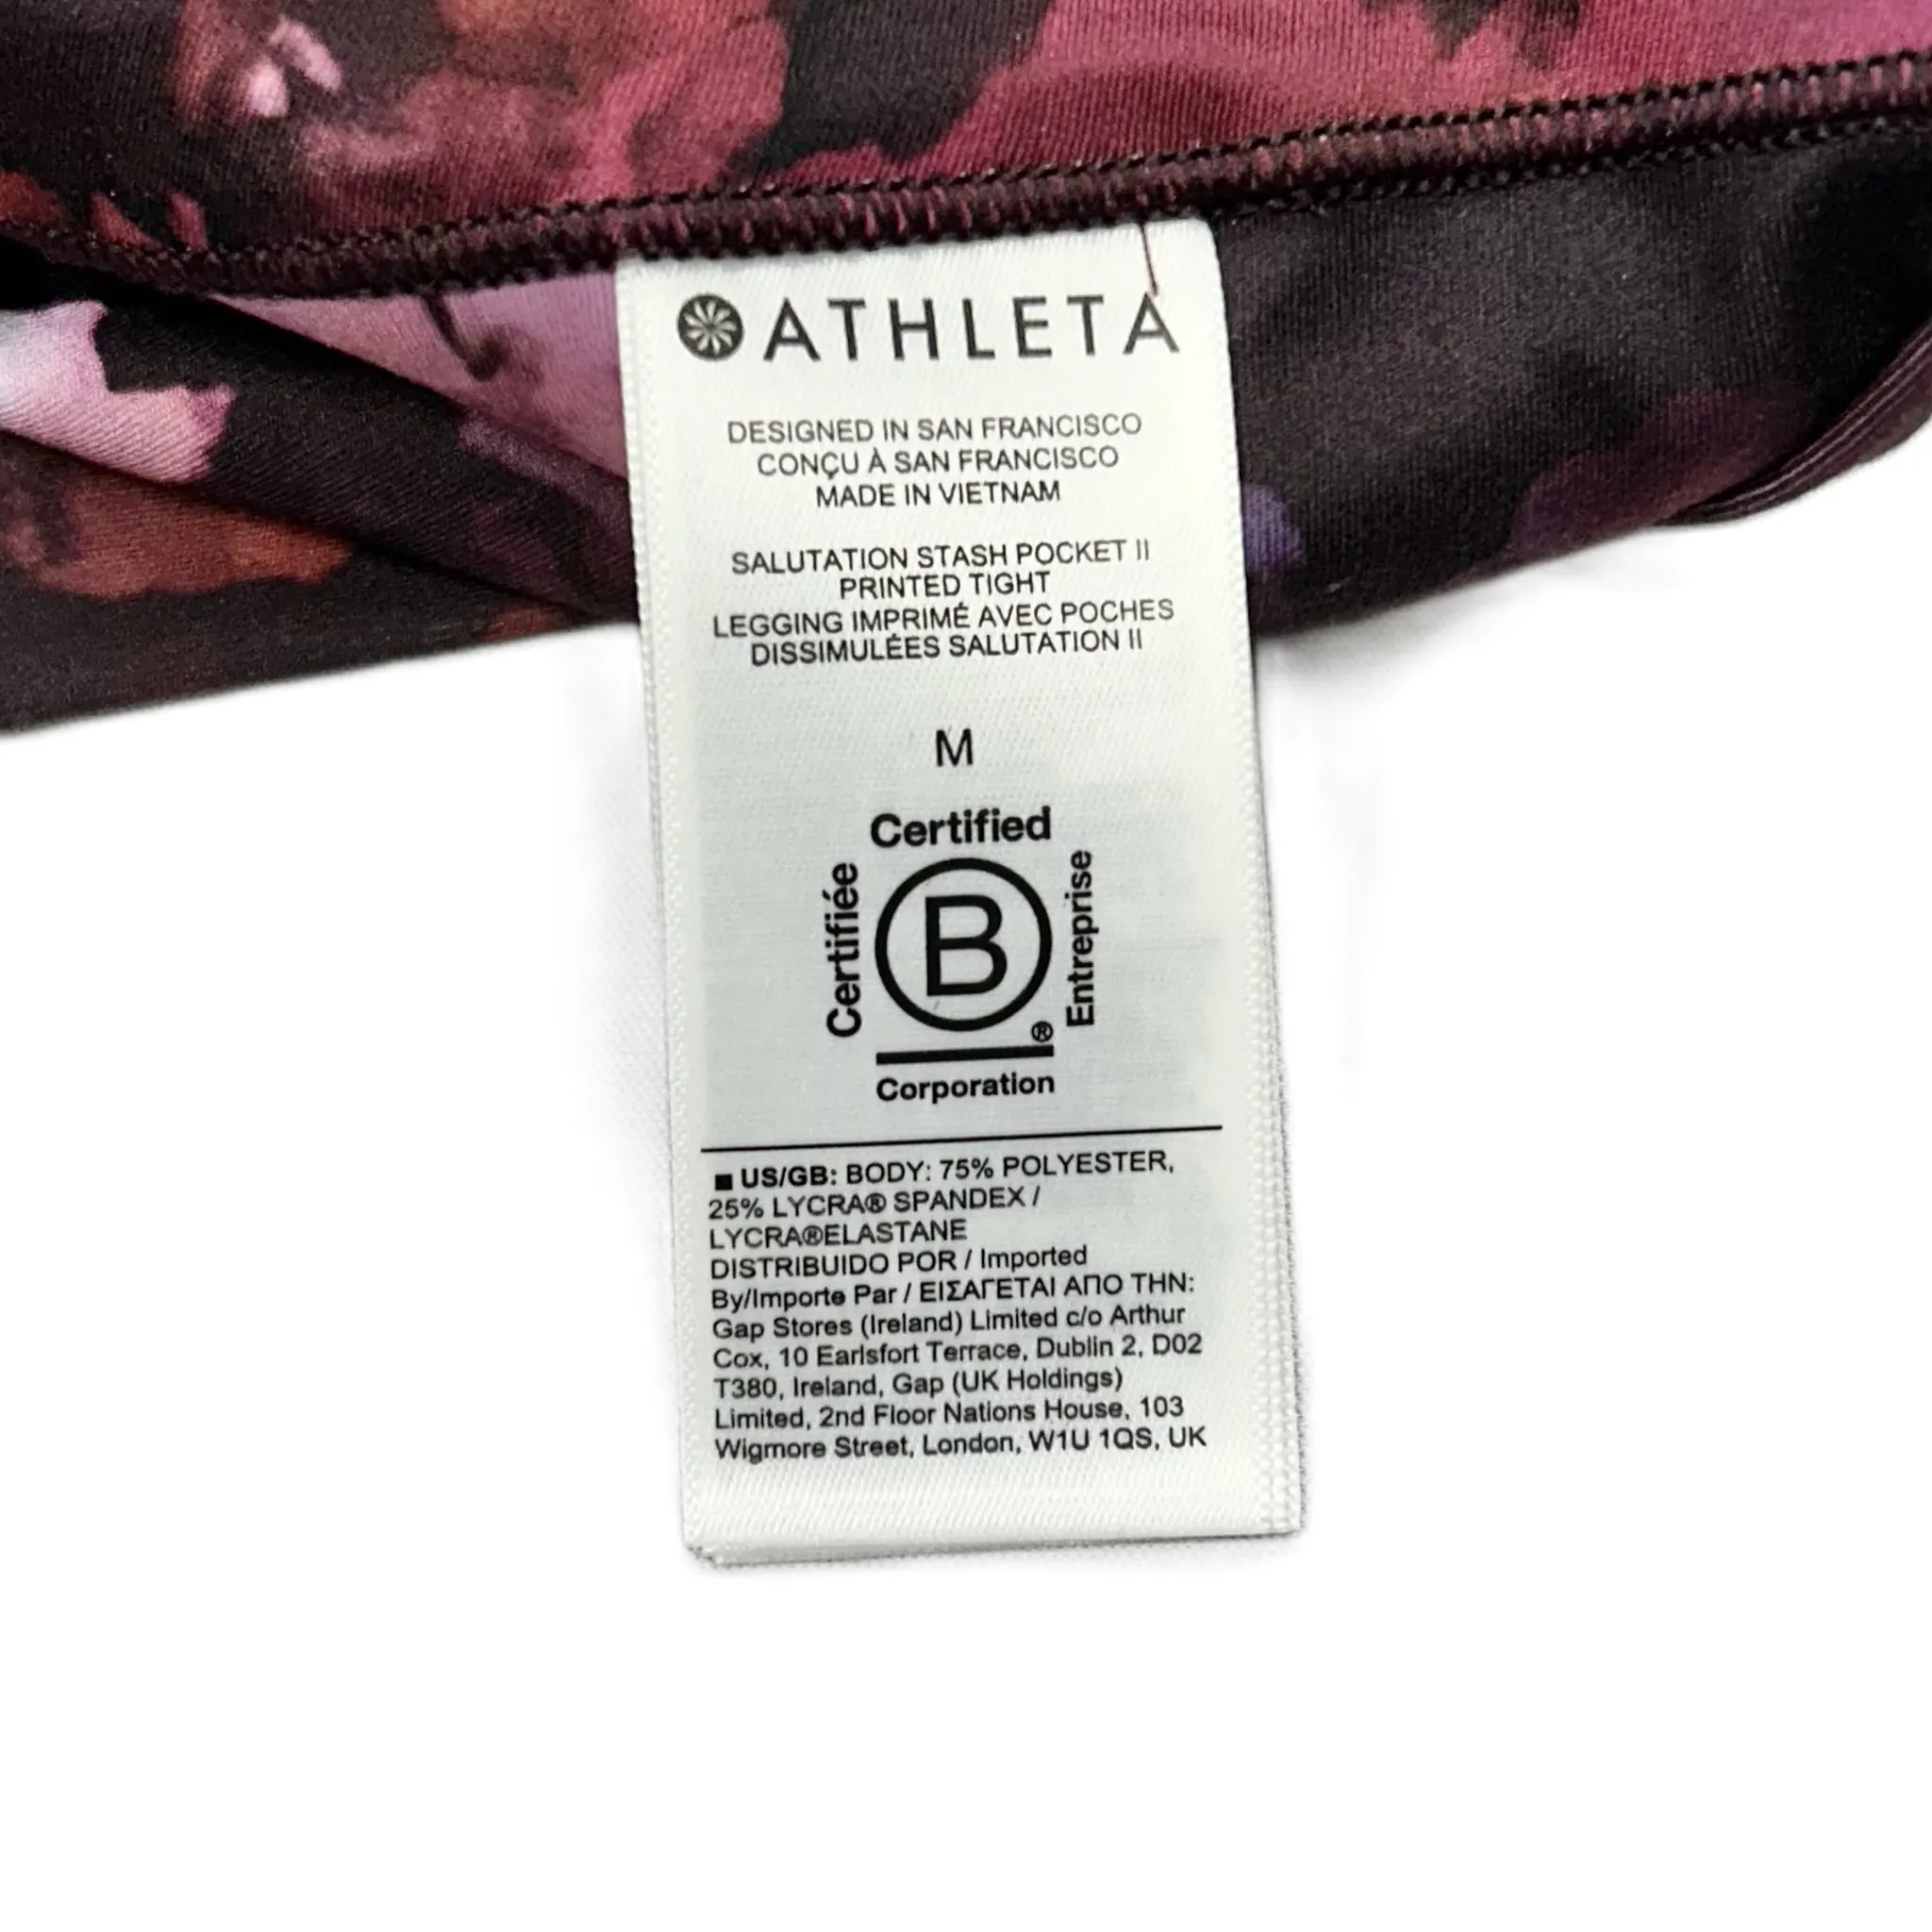 ATHLETA
DESIGNED IN SAN FRANCISCO
CONÇU À SAN FRANCISCO
MADE IN VIETNAM
SALUTATION STASH POCKET II
PRINTED TIGHT
LEGGING IMPRIMÉ AVEC POCHES
DISSIMULÉES SALUTATION II
M
Certified
Certifiée
B
Entreprise
®
Corporation
■ US/GB: BODY: 75% POLYESTER,
25% LYCRA® SPANDEX /
LYCRA®ELASTANE
DISTRIBUIDO POR / Imported
By/Importe Par / ΕΙΣΑΓΕΤΑΙ ΑΠΟ ΤΗΝ:
Gap Stores (Ireland) Limited c/o Arthur
Cox, 10 Earlsfort Terrace, Dublin 2, D02
T380, Ireland, Gap (UK Holdings)
Limited, 2nd Floor Nations House, 103
Wigmore Street, London, W1U 1QS, UK